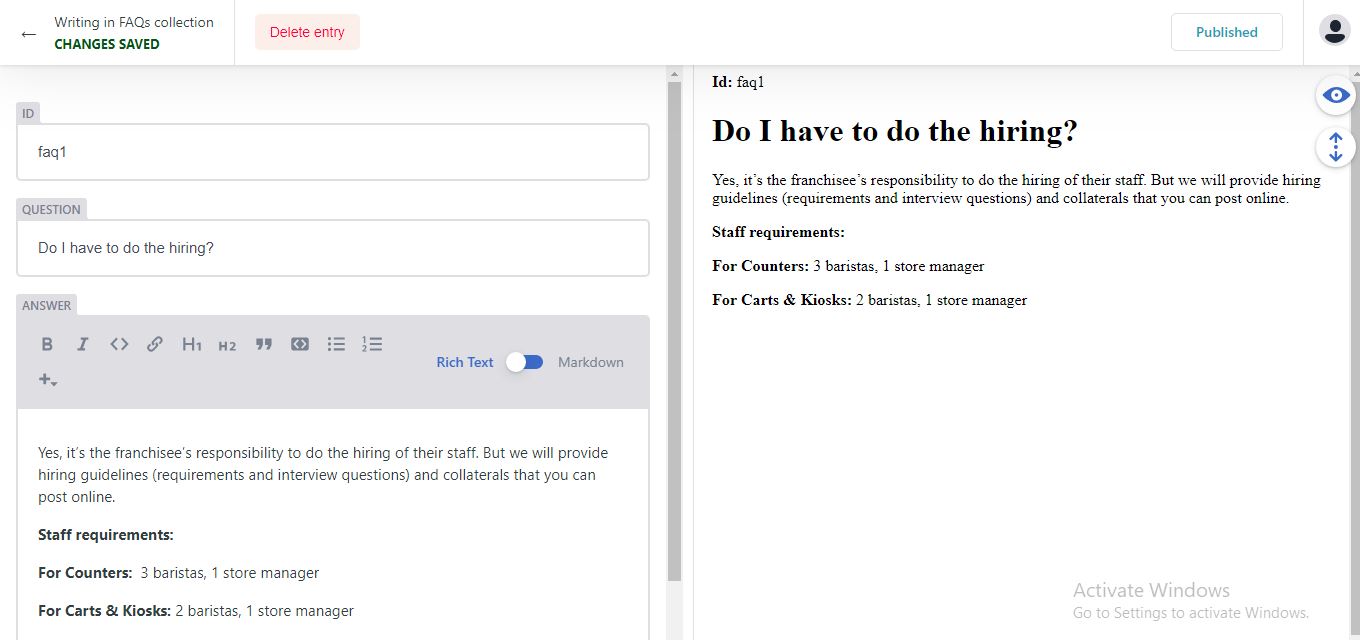 Writing in FAQs collection
CHANGES SAVED
Delete entry
Published
ID
faq1
QUESTION
Do I have to do the hiring?
ANSWER
B I <> H1 H2
Rich Text Markdown
Yes, it's the franchisee's responsibility to do the hiring of their staff. But we will provide
hiring guidelines (requirements and interview questions) and collaterals that you can
post online.
Staff requirements:
For Counters:  3 baristas, 1 store manager
For Carts & Kiosks: 2 baristas, 1 store manager
Id: faq1
Do I have to do the hiring?
Yes, it’s the franchisee’s responsibility to do the hiring of their staff. But we will provide hiring
guidelines (requirements and interview questions) and collaterals that you can post online.
Staff requirements:
For Counters: 3 baristas, 1 store manager
For Carts & Kiosks: 2 baristas, 1 store manager
Activate Windows
Go to Settings to activate Windows.